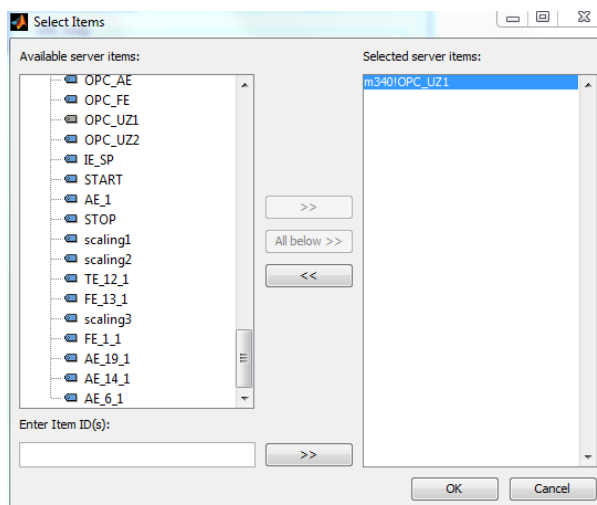 Select Items
Available server items:
Selected server items:
OPC_AE
OPC_FE
OPC_UZ1
OPC_UZ2
IE_SP
START
AE_1
STOP
scaling1
scaling2
TE_12_1
FE_13_1
scaling3
FE_1_1
AE_19_1
AE_14_1
AE_6_1
>>
All below >>
<<
m340!OPC_UZ1
Enter Item ID(s):
>>
OK
Cancel